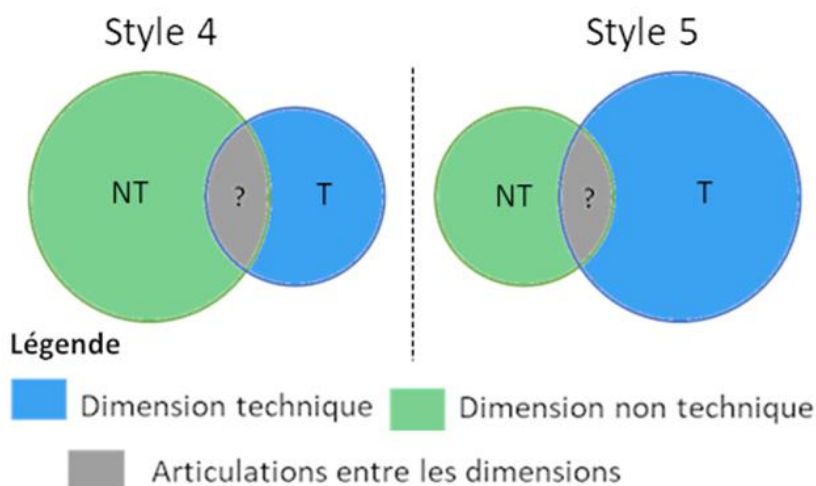 Style 4
Style 5
NT
?
T
NT
?
T
Légende
Dimension technique
Dimension non technique
Articulations entre les dimensions